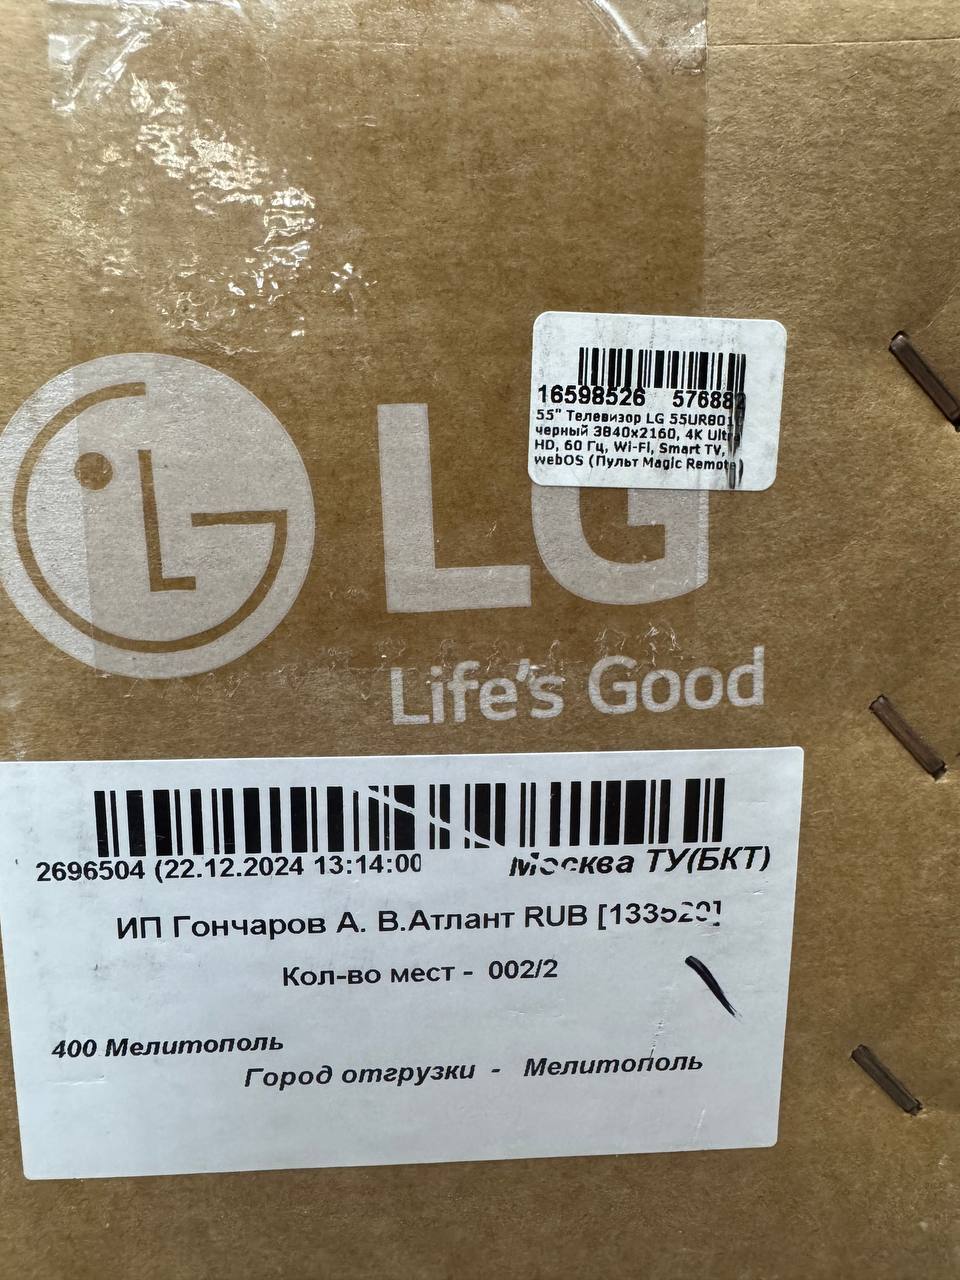 16598526 57688
55" Телевизор LG 55UR801
черный 3840x2160, 4K Ultra
HD, 60 Гц, Wi-Fi, Smart TV,
webOS (Пульт Magic Remote)
LG
Life's Good
2696504 (22.12.2024 13:14:00
Москва ТУ(БКТ)
ИП Гончаров А. В.Атлант RUB
Кол-во мест - 002/2
400 Мелитополь
Город отгрузки - Мелитополь